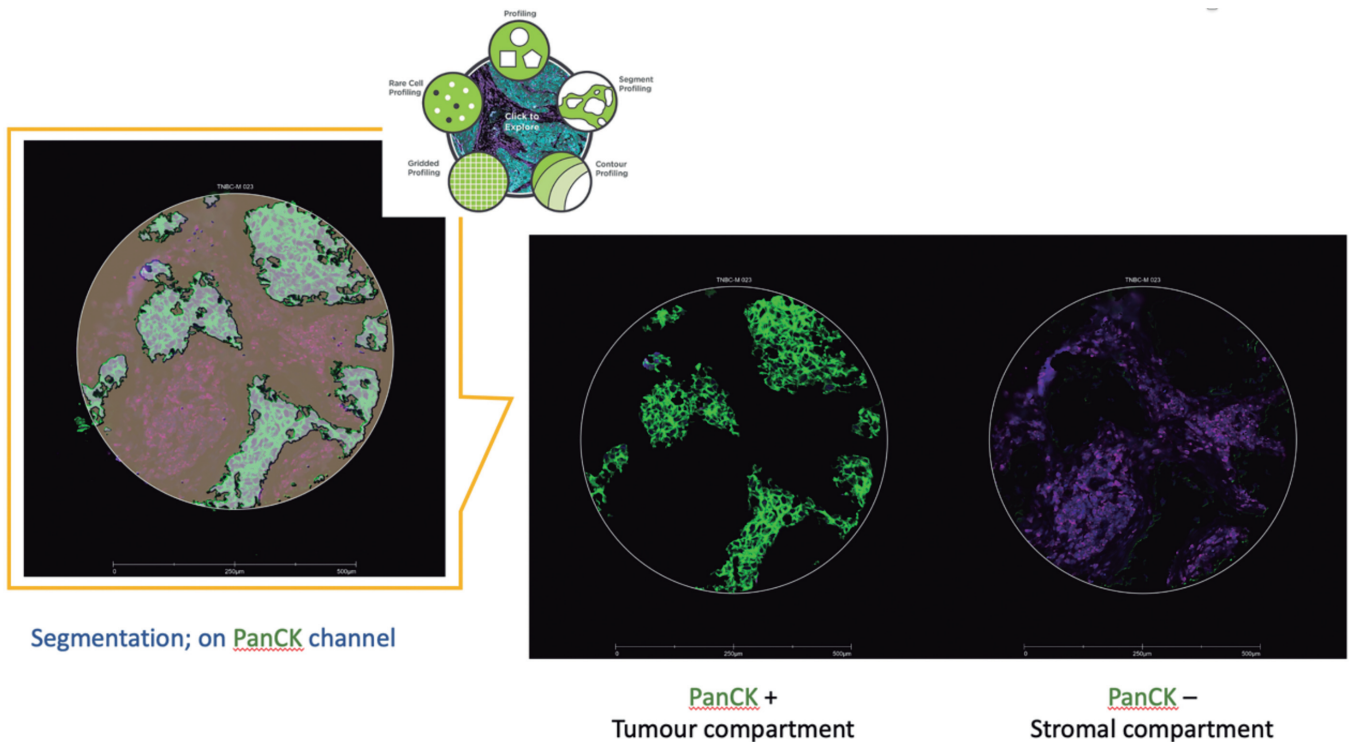 Profiling
Rare Cell
Profiling
Segment
Profiling
Click to
Explore
Gridded
Profiling
Contour
Profiling
TNBC-M 023
0 250µm 500µm
Segmentation; on PanCK channel
TNBC-M 023
0 250µm 500µm
TNBC-M 023
0 250µm 500µm
PanCK +
Tumour compartment
PanCK –
Stromal compartment